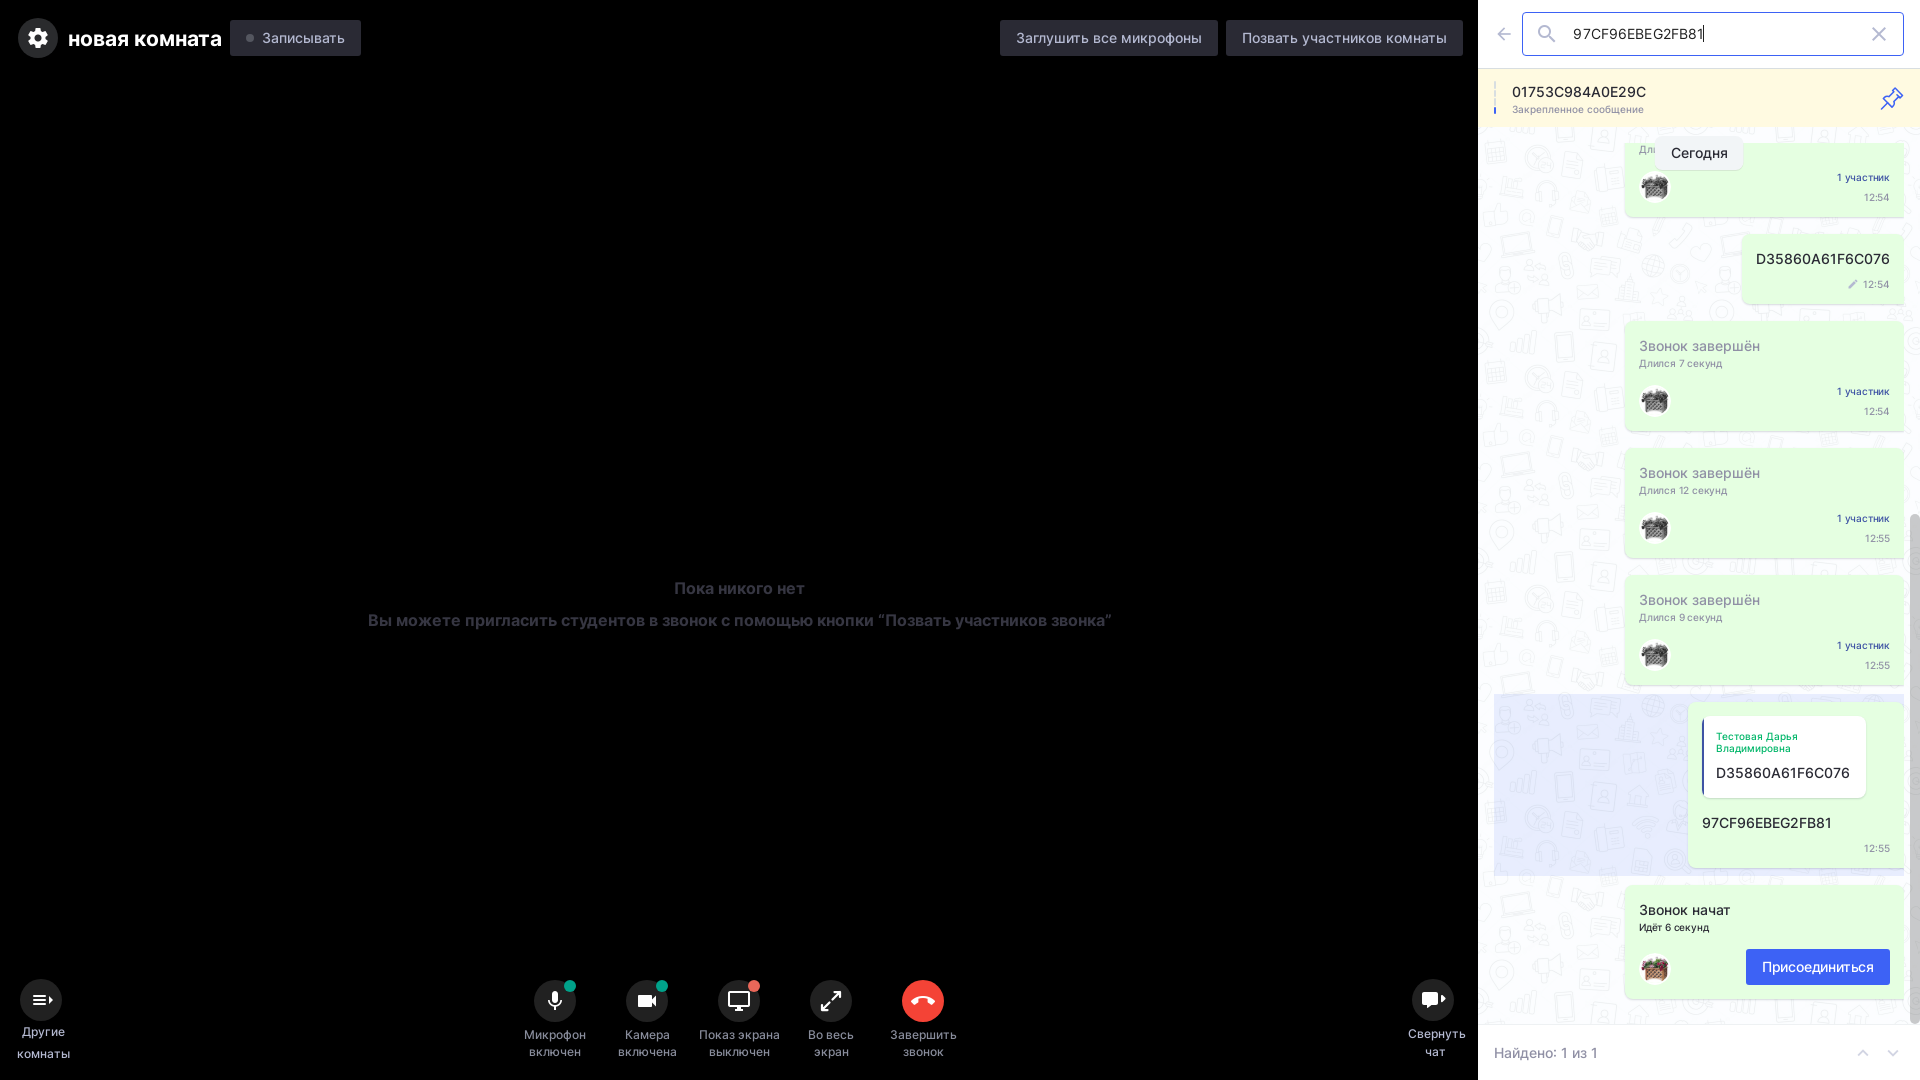 новая комната
Записывать
Заглушить все микрофоны
Позвать участников комнаты
97CF96EBEG2FB81
01753C984A0E29C
Закрепленное сообщение
Сегодня
1 участник
12:54
D35860A61F6C076
12:54
Звонок завершён
Длился 7 секунд
1 участник
12:54
Звонок завершён
Длился 12 секунд
1 участник
12:55
Звонок завершён
Длился 9 секунд
1 участник
12:55
Тестовая Дарья
Владимировна
D35860A61F6C076
97CF96EBEG2FB81
12:55
Звонок начат
Идёт 6 секунд
Присоединиться
Найдено: 1 из 1
Пока никого нет
Вы можете пригласить студентов в звонок с помощью кнопки “Позвать участников звонка”
Другие
комнаты
Микрофон
включен
Камера
включена
Показ экрана
выключен
Во весь
экран
Завершить
звонок
Свернуть
чат